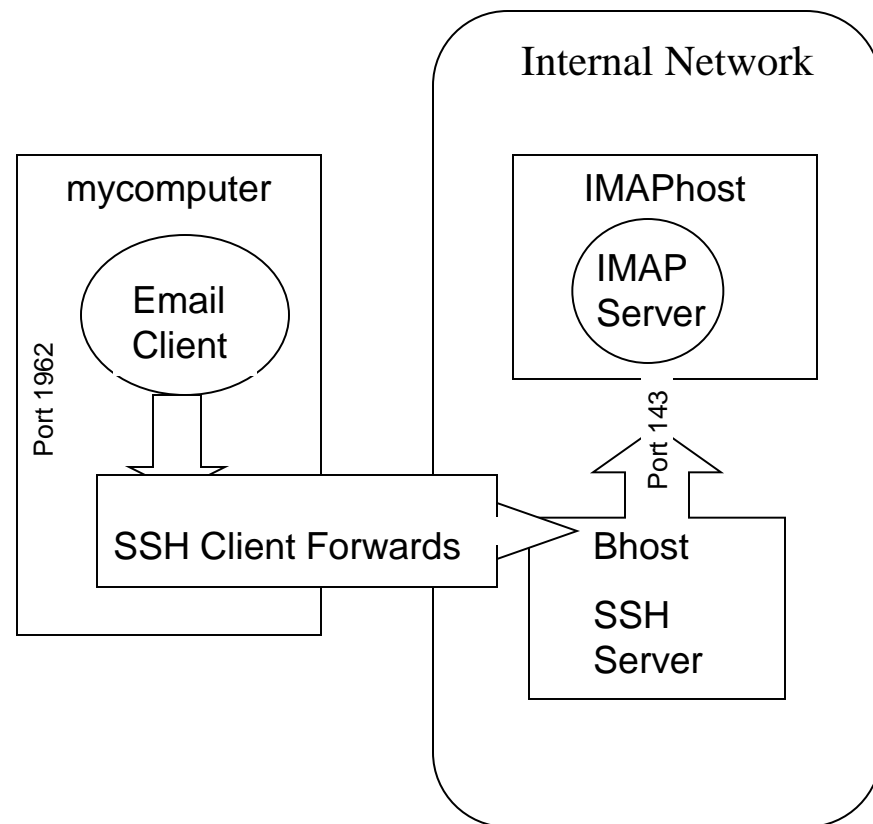 Internal Network
mycomputer
Email
Client
Port 1962
SSH Client Forwards
IMAPhost
IMAP
Server
Port 143
Bhost
SSH
Server